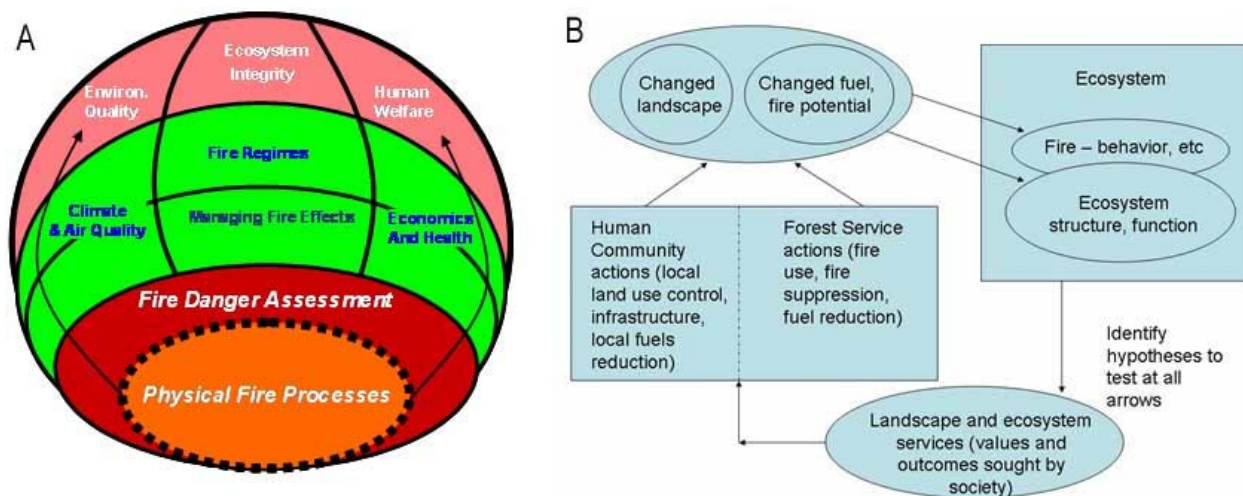 A
Ecosystem
Integrity
Environ.
Quality
Human
Welfare
Fire Regimes
Climate
& Air Quality
Managing Fire Effects
Economics
And Health
Fire Danger Assessment
Physical Fire Processes
B
Changed
landscape
Changed fuel,
fire potential
Ecosystem
Fire – behavior, etc
Ecosystem
structure, function
Human
Community
actions (local
land use control,
infrastructure,
local fuels
reduction)
Forest Service
actions (fire
use, fire
suppression,
fuel reduction)
Identify
hypotheses to
test at all
arrows
Landscape and ecosystem
services (values and
outcomes sought by
society)